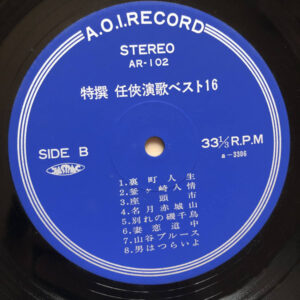 A.O.I.RECORD
STEREO
AR-102
特撰 任侠演歌ベスト16
SIDE B
33⅓R.P.M
a-3396
1.裏町人生
2.釜ヶ崎人情
3.座頭市
4.名月赤城山
5.別れの磯千鳥
6.妻恋道中
7.山谷ブルース
8.男はつらいよ